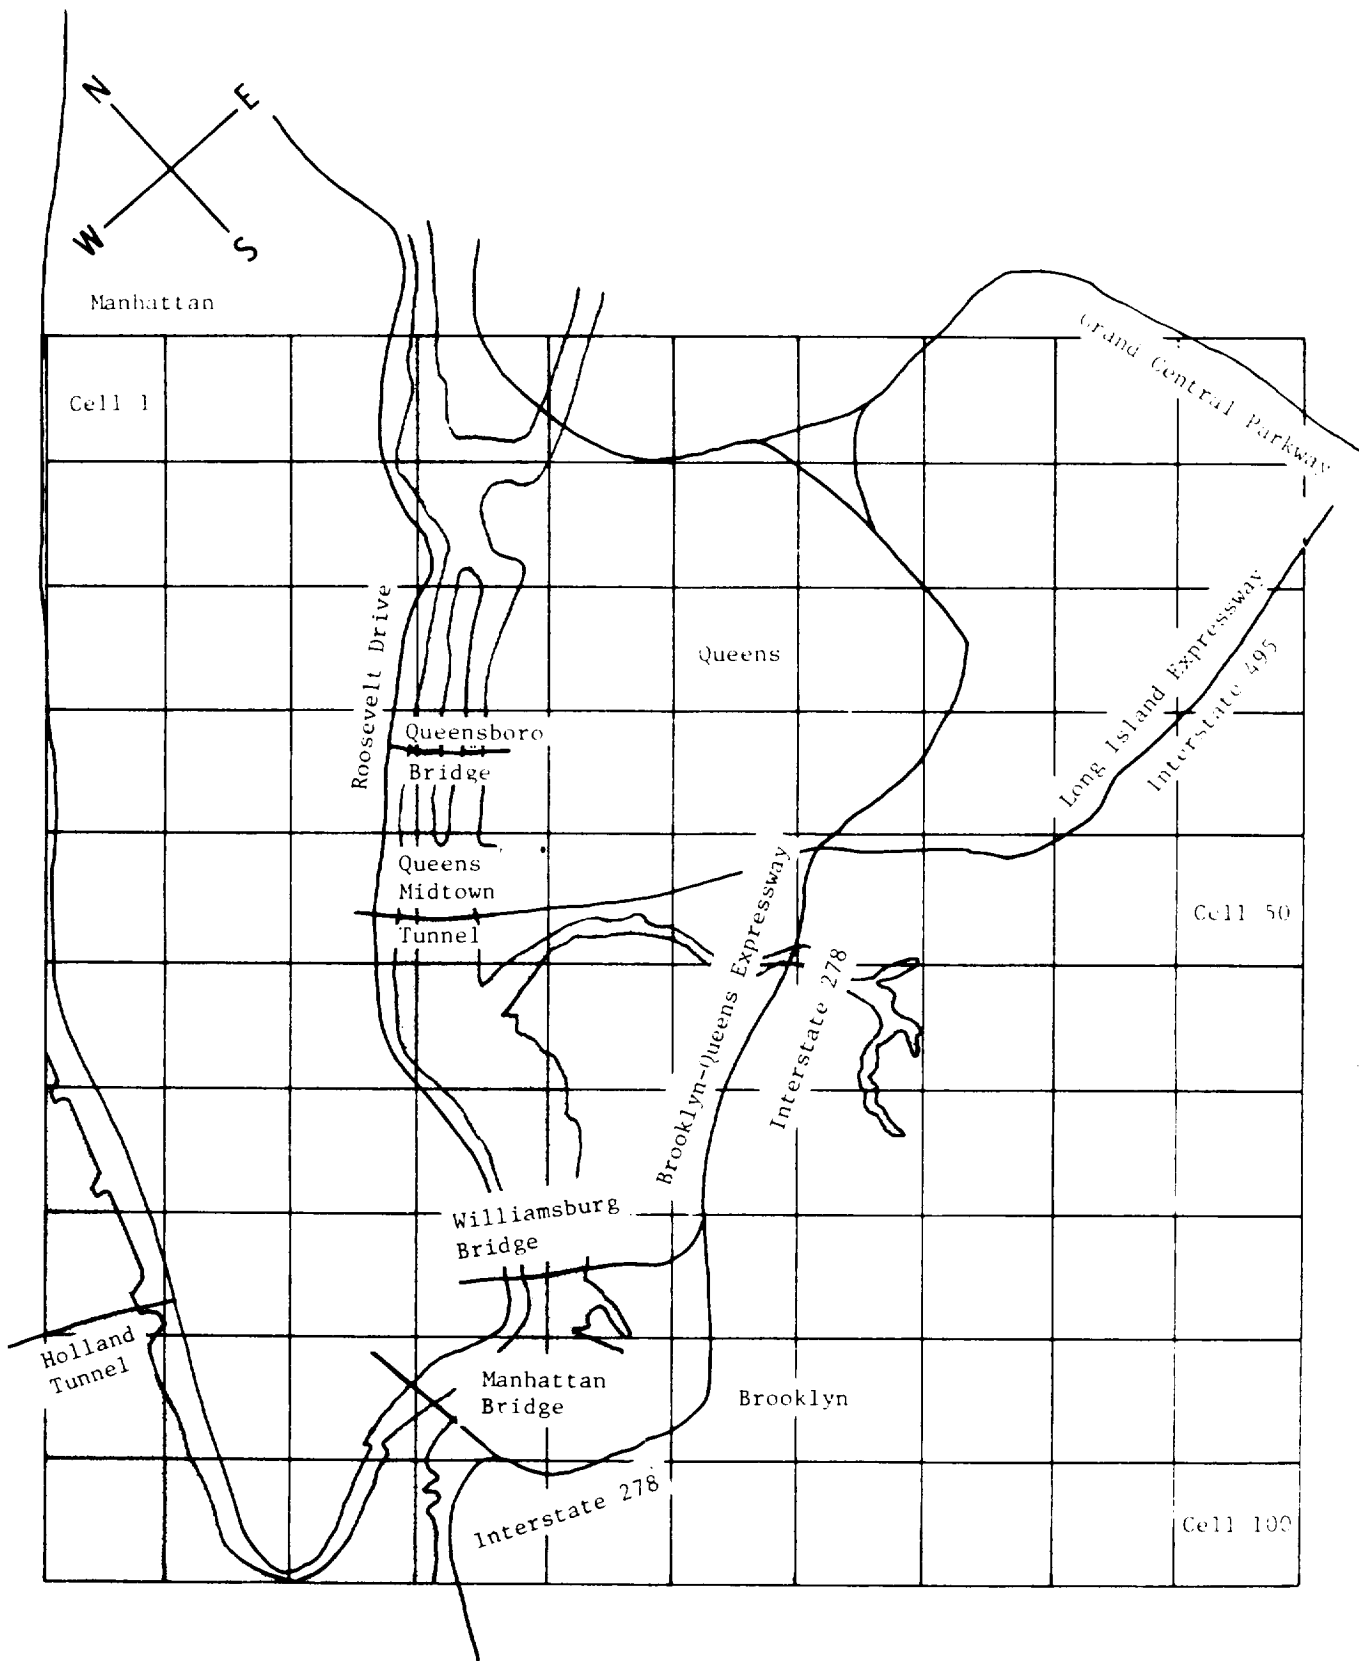 N
E
W
S
Manhattan
Grand Central Parkway
Cell 1
Roosevelt Drive
Queens
Long Island Expressway
Interstate 495
Queensboro
Bridge
Queens
Midtown
Tunnel
Cell 50
Brooklyn-Queens Expressway
Interstate 278
Williamsburg
Bridge
Holland
Tunnel
Manhattan
Bridge
Brooklyn
Interstate 278
Cell 100